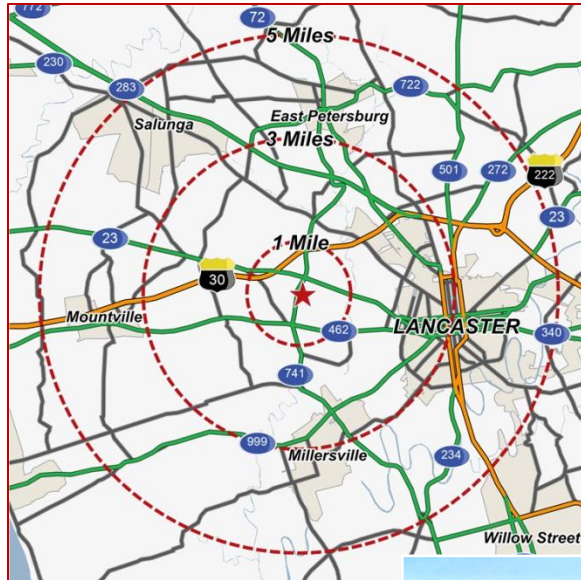 772
72
5 Miles
230
283
722
East Petersburg
Salunga
3 Miles
501
272
222
23
23
1 Mile
30
Mountville
462
LANCASTER
340
741
999
Millersville
234
Willow Street